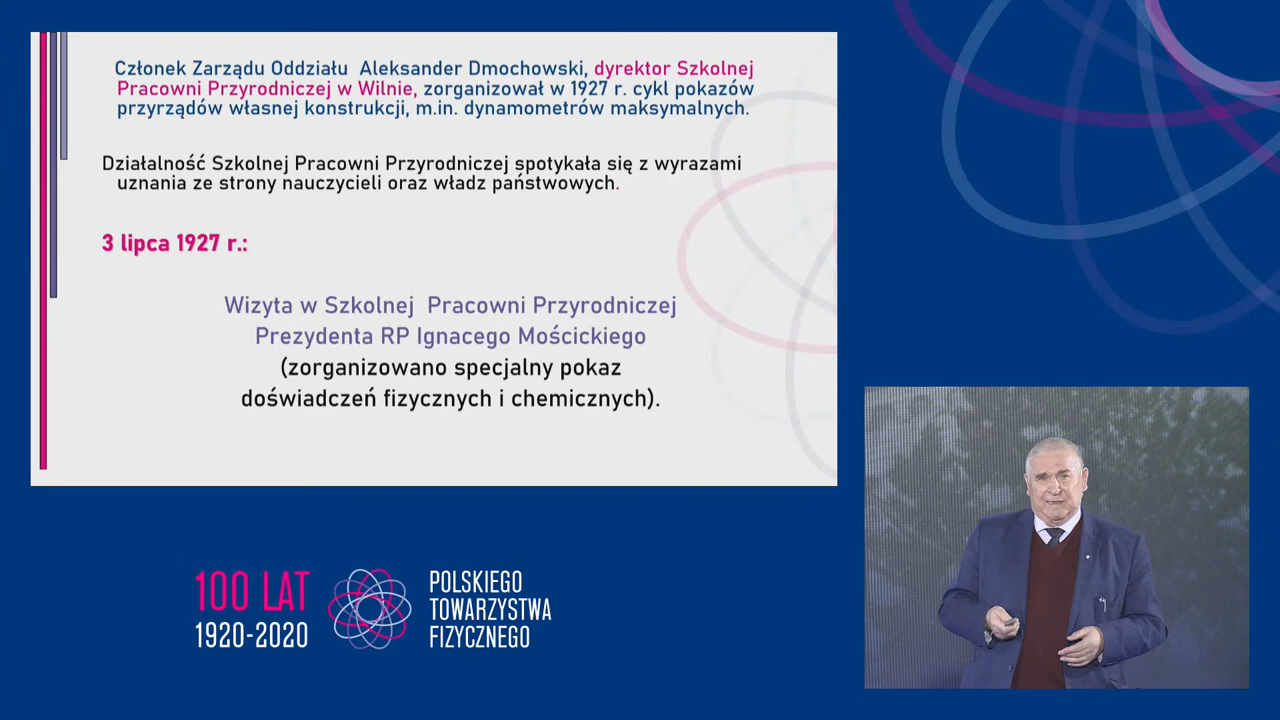 Członek Zarządu Oddziału Aleksander Dmochowski, dyrektor Szkolnej
Pracowni Przyrodniczej w Wilnie, zorganizował w 1927 r. cykl pokazów
przyrządów własnej konstrukcji, m.in. dynamometrów maksymalnych.
Działalność Szkolnej Pracowni Przyrodniczej spotykała się z wyrazami
uznania ze strony nauczycieli oraz władz państwowych.
3 lipca 1927 r.:
Wizyta w Szkolnej Pracowni Przyrodniczej
Prezydenta RP Ignacego Mościckiego
(zorganizowano specjalny pokaz
doświadczeń fizycznych i chemicznych).
100 LAT
1920-2020
POLSKIEGO
TOWARZYSTWA
FIZYCZNEGO